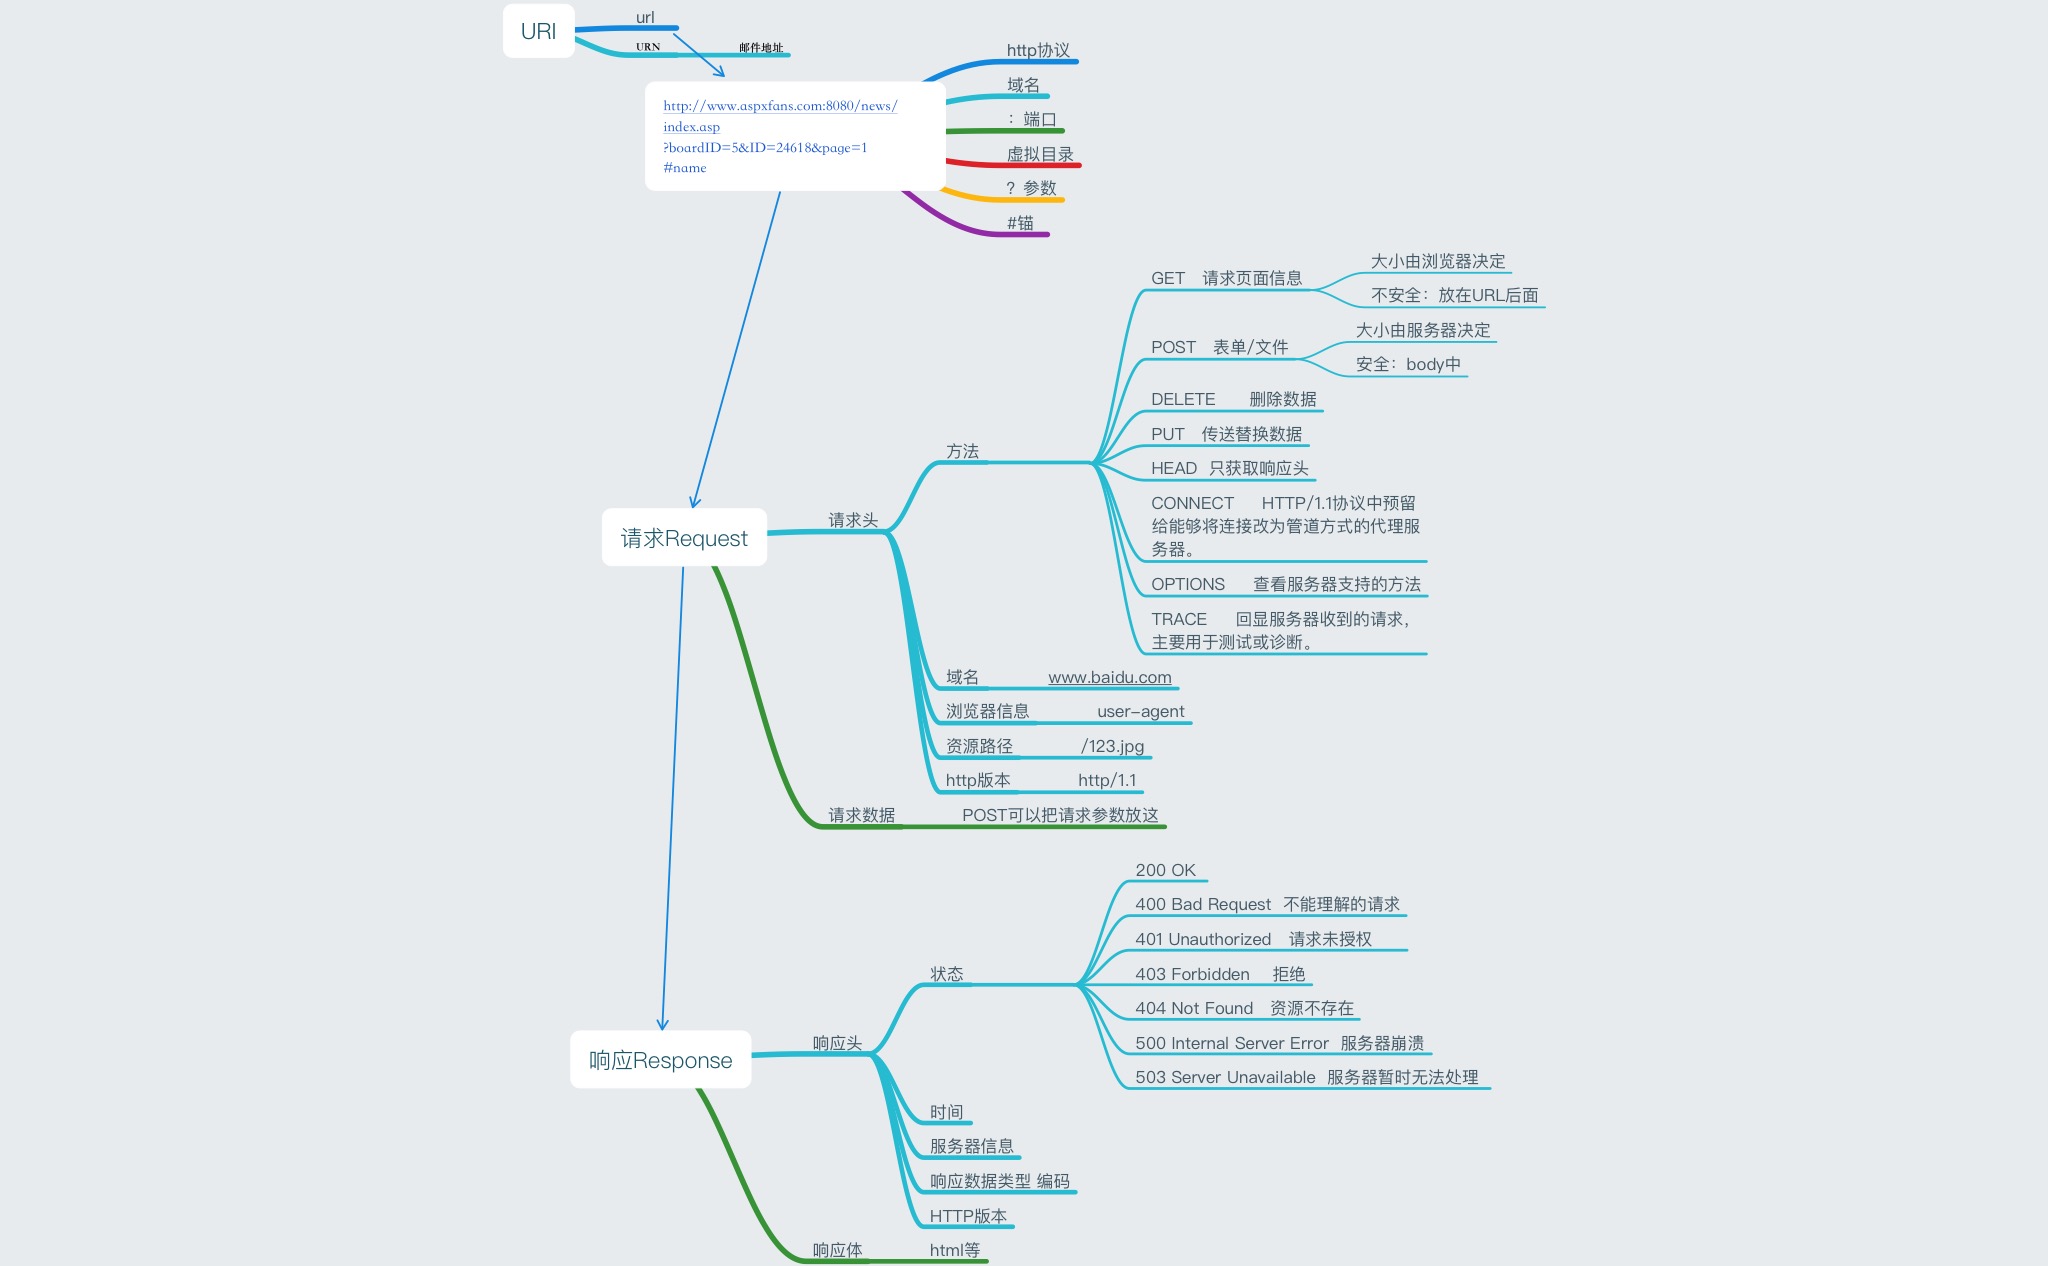 URI
url
URN
邮件地址
http://www.aspxfans.com:8080/news/
index.asp
?boardID=5&ID=24618&page=1
#name
http协议
域名
：端口
虚拟目录
？参数
#锚
请求Request
请求头
方法
GET 请求页面信息
大小由浏览器决定
不安全：放在URL后面
POST 表单/文件
大小由服务器决定
安全：body中
DELETE 删除数据
PUT 传送替换数据
HEAD 只获取响应头
CONNECT HTTP/1.1协议中预留
给能够将连接改为管道方式的代理服
务器。
OPTIONS 查看服务器支持的方法
TRACE 回显服务器收到的请求，
主要用于测试或诊断。
域名
www.baidu.com
浏览器信息
user-agent
资源路径
/123.jpg
http版本
http/1.1
请求数据
POST可以把请求参数放这
响应Response
响应头
状态
200 OK
400 Bad Request 不能理解的请求
401 Unauthorized 请求未授权
403 Forbidden 拒绝
404 Not Found 资源不存在
500 Internal Server Error 服务器崩溃
503 Server Unavailable 服务器暂时无法处理
时间
服务器信息
响应数据类型 编码
HTTP版本
响应体
html等